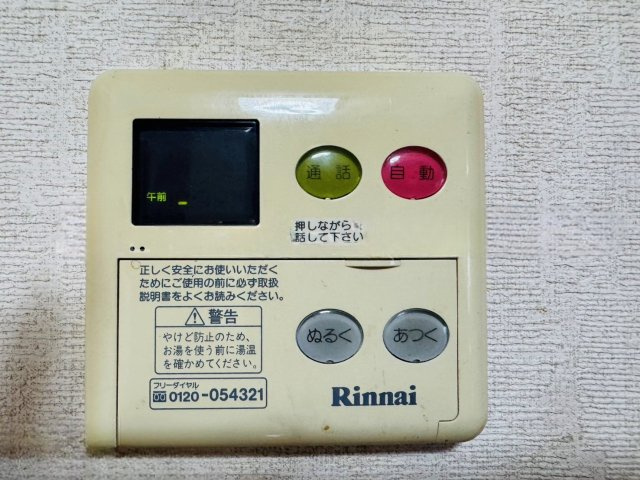 午前
通話
自動
押しながら
話して下さい
正しく安全にお使いいただく
ためにご使用の前に必ず取扱
説明書をよくお読みください。
警告
やけど防止のため、
お湯を使う前に湯温
を確かめてください。
フリーダイヤル
0120-054321
ぬるく
あつく
Rinnai